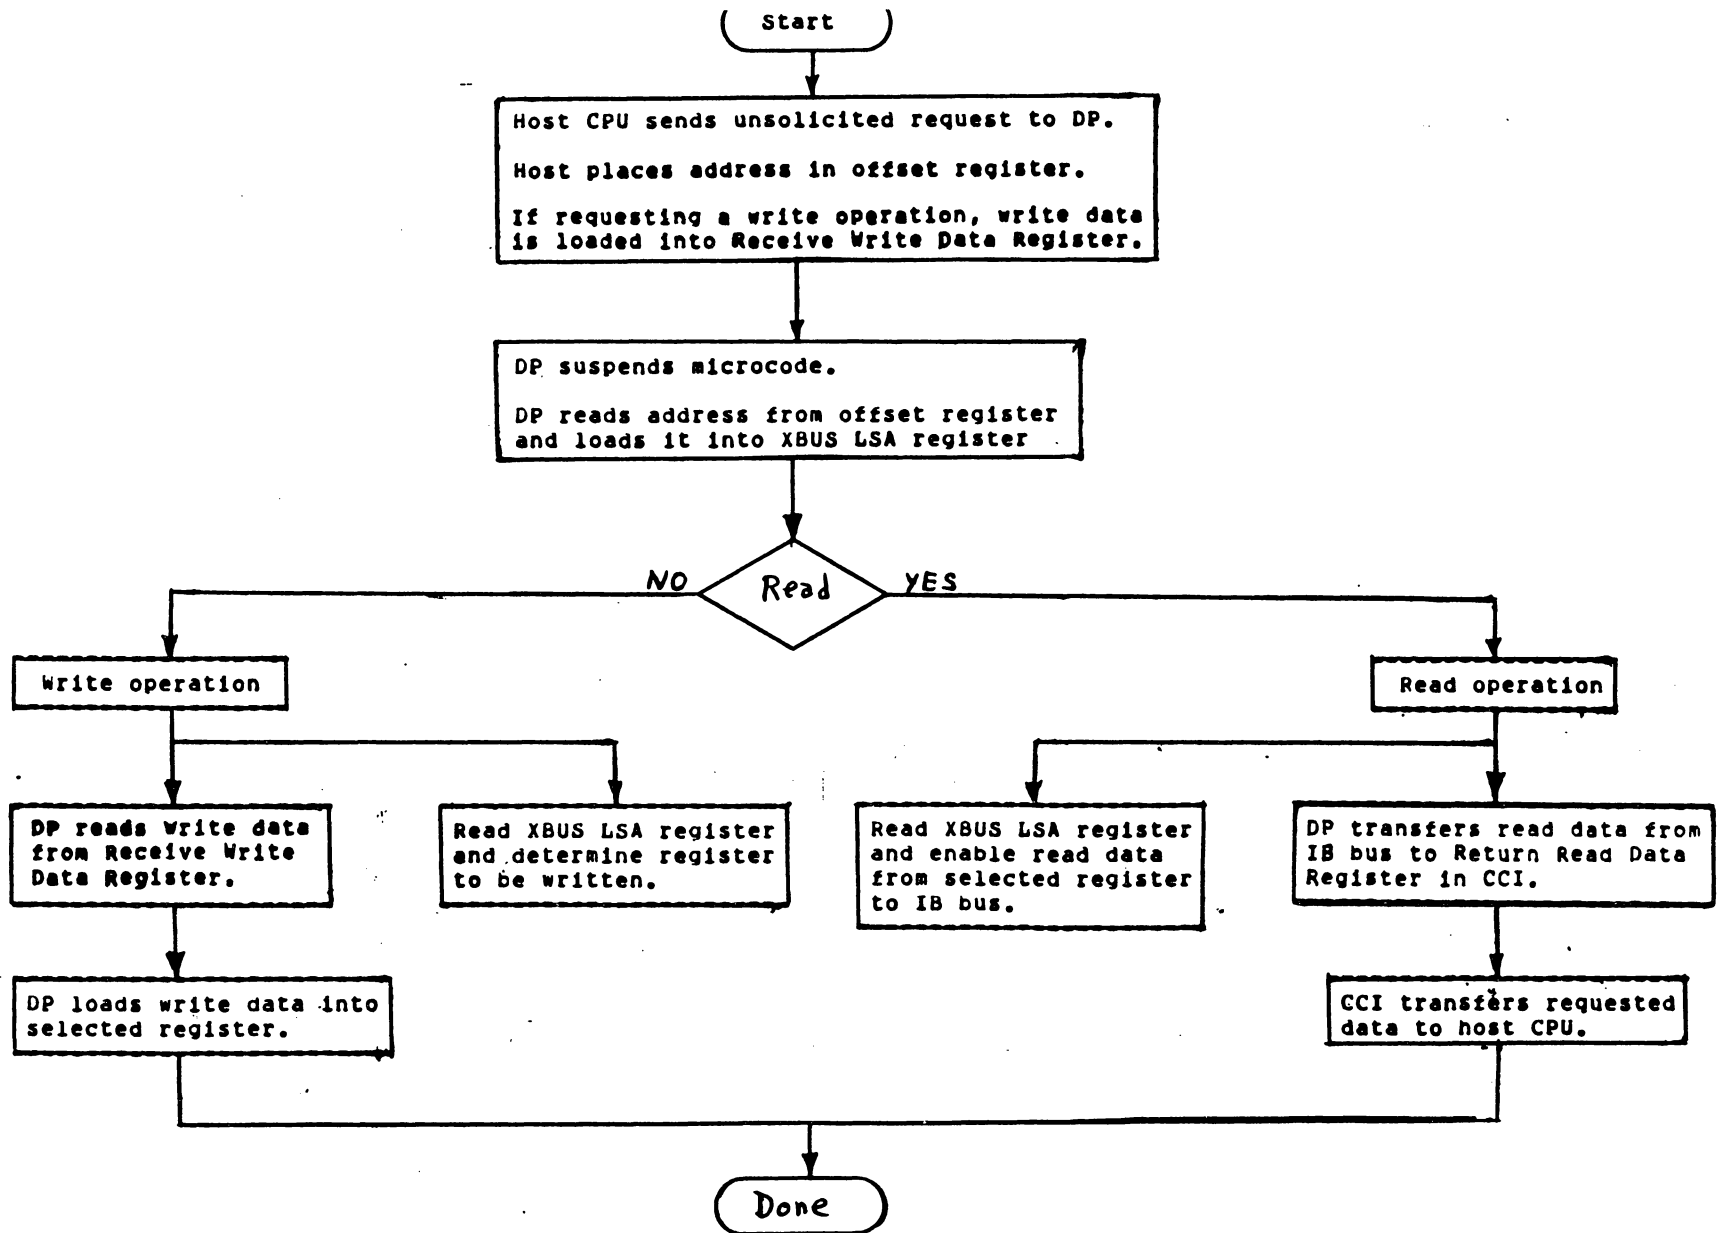 Start
Host CPU sends unsolicited request to DP.
Host places address in offset register.
If requesting a write operation, write data
is loaded into Receive Write Data Register.
DP suspends microcode.
DP reads address from offset register
and loads it into XBUS LSA register
NO
Read
YES
Write operation
Read operation
DP reads write data
from Receive Write
Data Register.
Read XBUS LSA register
and determine register
to be written.
Read XBUS LSA register
and enable read data
from selected register
to IB bus.
DP transfers read data from
IB bus to Return Read Data
Register in CCI.
DP loads write data into
selected register.
CCI transfers requested
data to host CPU.
Done